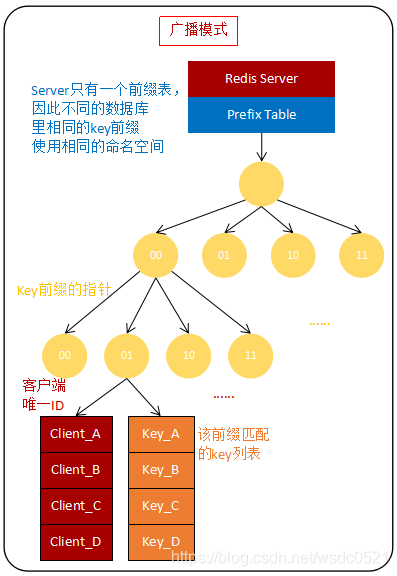 广播模式
Redis Server
Prefix Table
Server只有一个前缀表，
因此不同的数据库
里相同的key前缀
使用相同的命名空间
00
01
10
11
Key前缀的指针
......
00
01
10
11
......
客户端
唯一ID
Client_A
Client_B
Client_C
Client_D
Key_A
Key_B
Key_C
Key_D
该前缀匹配
的key列表
https://blog.csdn.net/wsdc0521